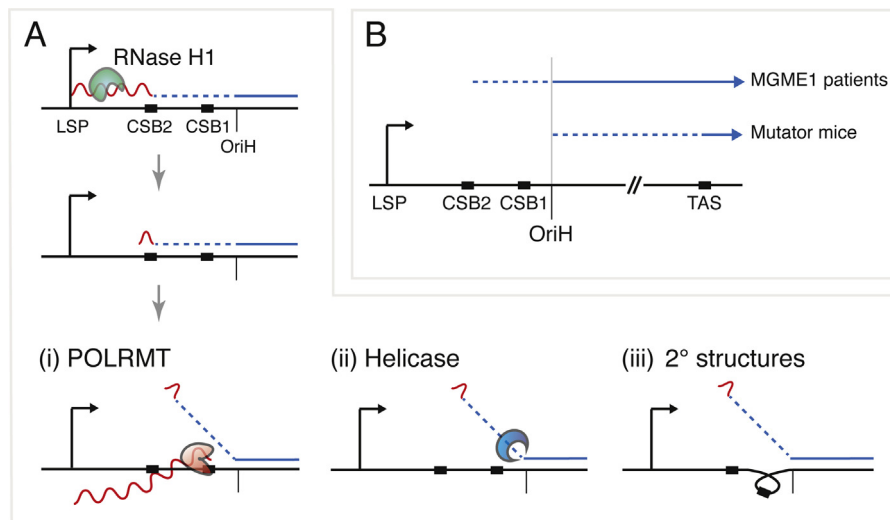 A
RNase H1
LSP
CSB2
CSB1
OriH
B
MGME1 patients
Mutator mice
LSP
CSB2
CSB1
TAS
OriH
(i) POLRMT
(ii) Helicase
(iii) 2° structures